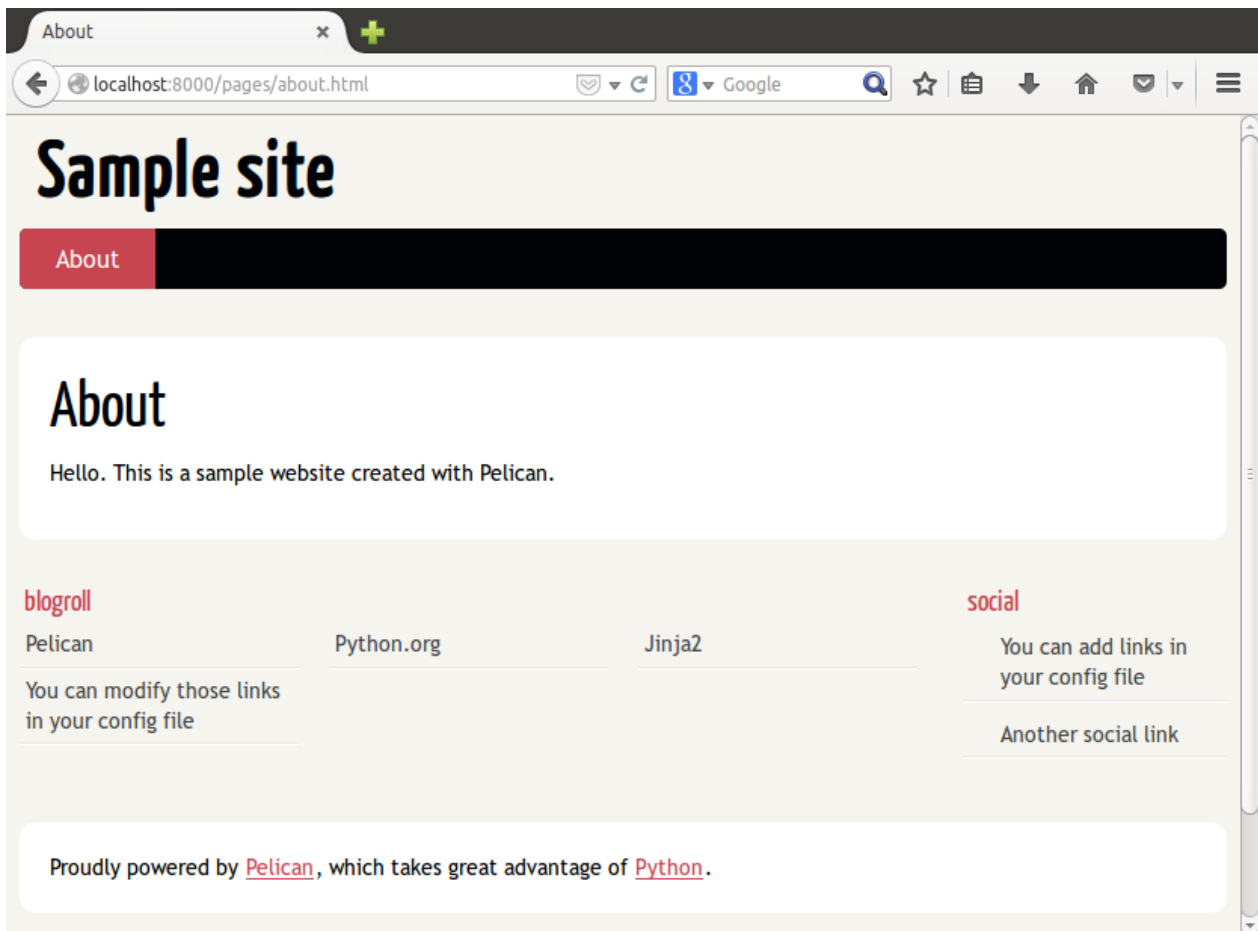 About
localhost:8000/pages/about.html
8 Google
Sample site
About
About
Hello. This is a sample website created with Pelican.
blogroll
Pelican
Python.org
Jinja2
You can modify those links
in your config file
social
You can add links in
your config file
Another social link
Proudly powered by Pelican, which takes great advantage of Python.